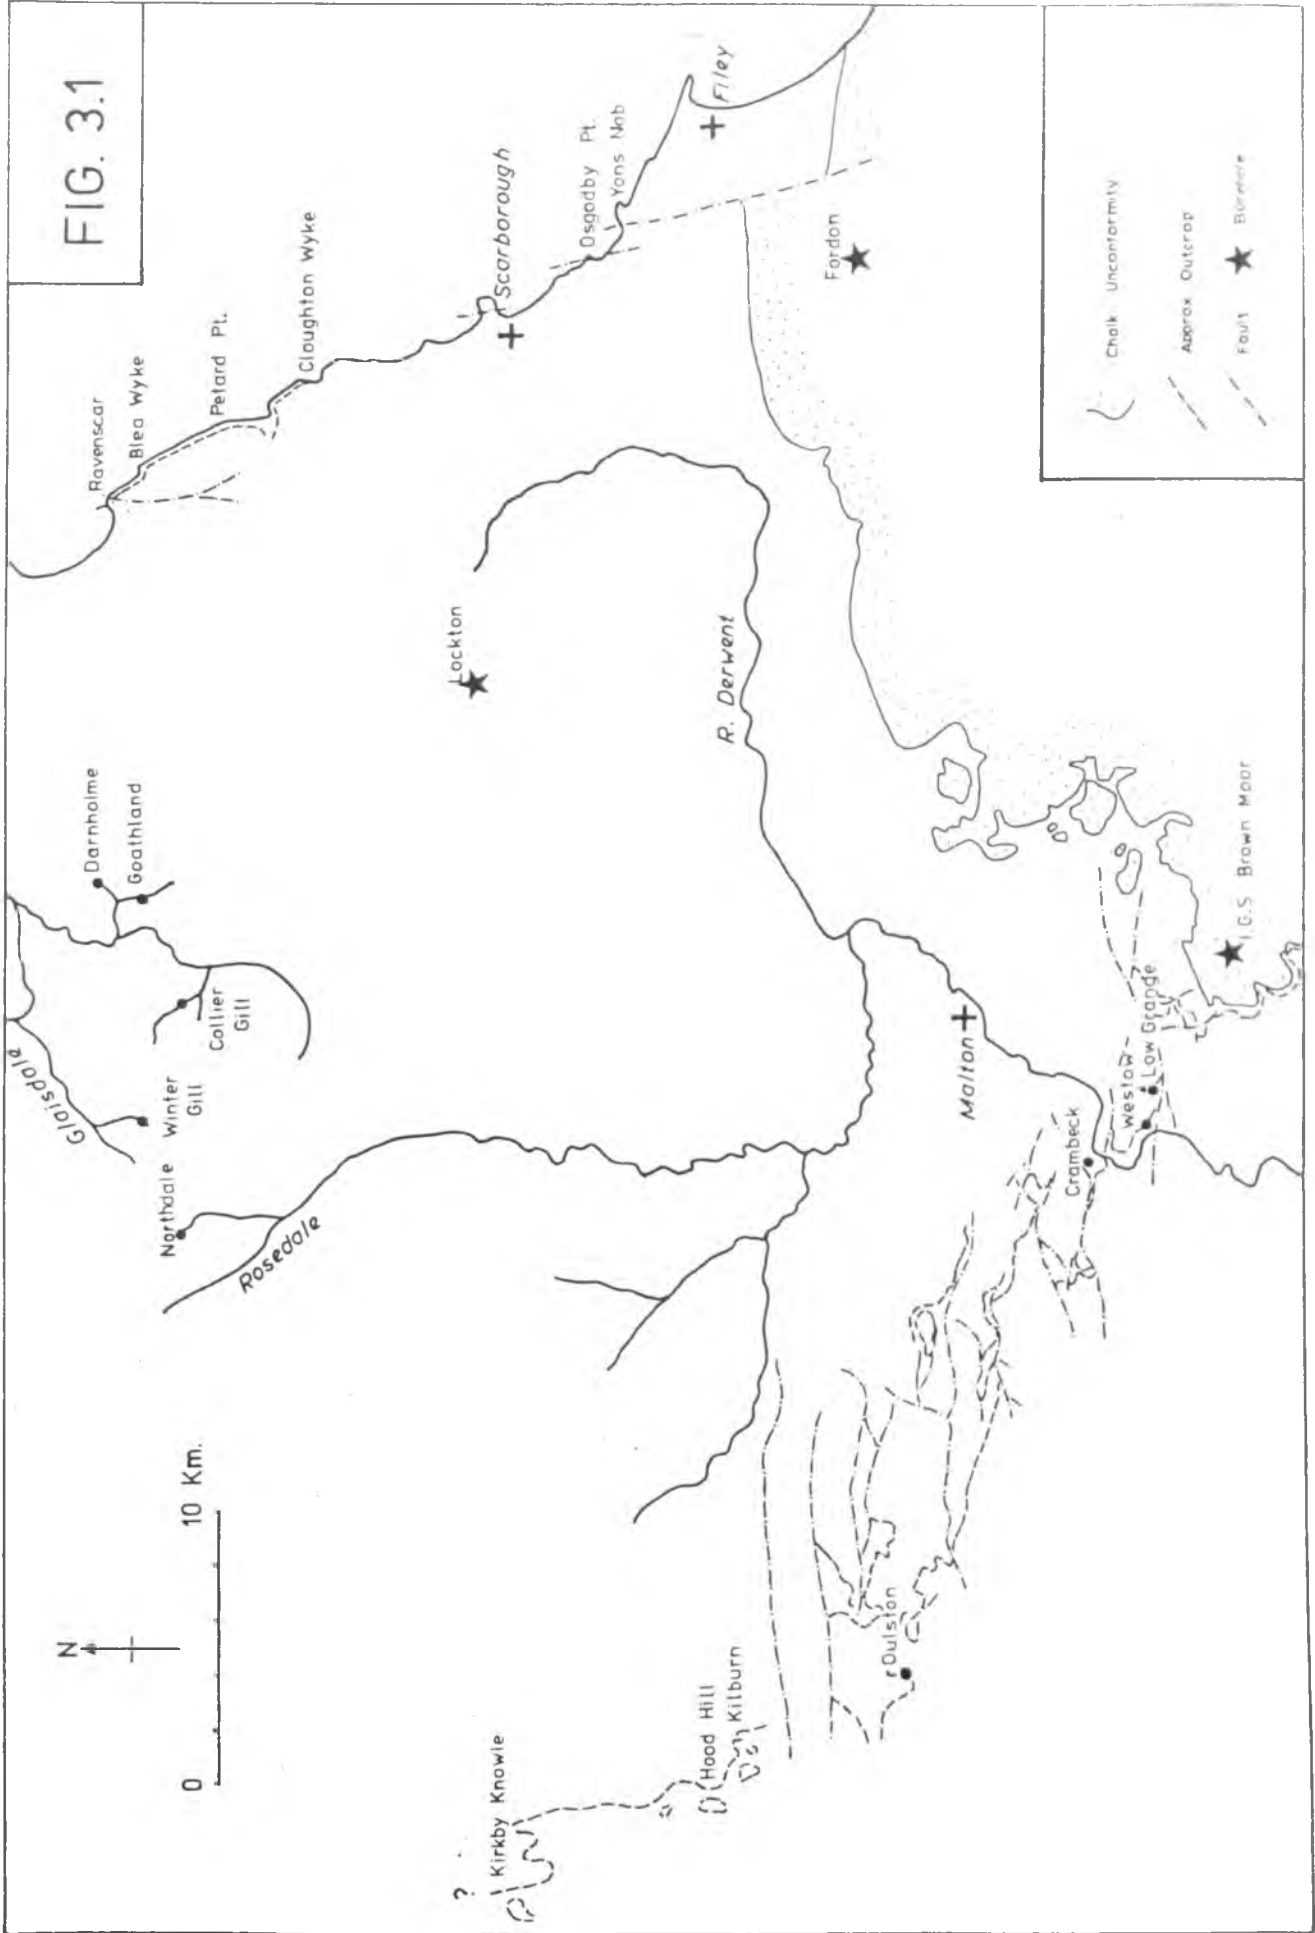 FIG. 3.1
N
0
10 Km.
Ravenscar
Blea Wyke
Petard Pt.
Cloughton Wyke
Scarborough
Osgodby Pt.
Yons Nab
Filey
Fordon
Lockton
R. Derwent
Darnholme
Goathland
Collier
Gill
Glaisdale
Winter
Gill
Northdale
Rosedale
Malton
Crambeck
Westow
Low Grange
I.G.S Brown Moor
Kirkby Knowle
?
Hood Hill
Kilburn
Oulston
Chalk Unconformity
Approx Outcrop
Fault
Borehole